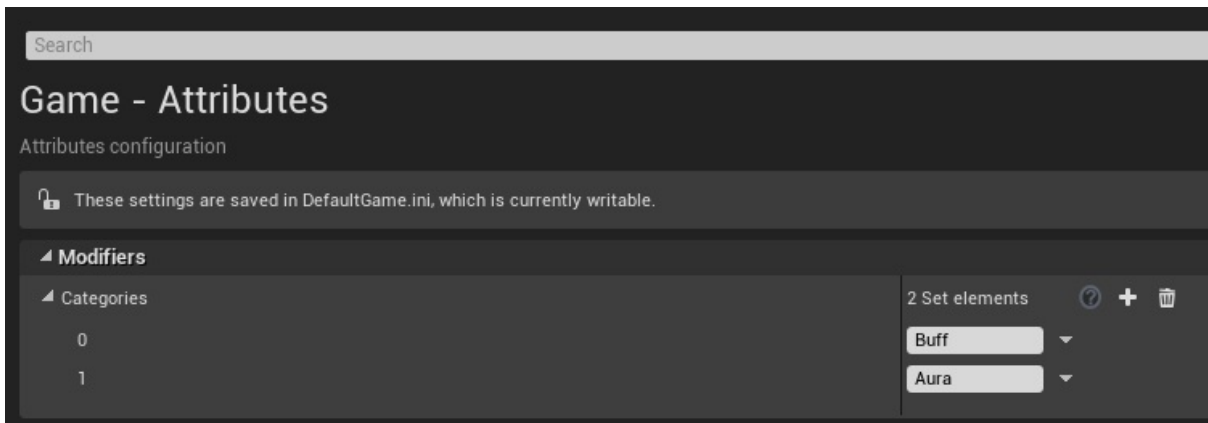 Search
Game - Attributes
Attributes configuration
These settings are saved in DefaultGame.ini, which is currently writable.
Modifiers
Categories 2 Set elements
0 Buff
1 Aura